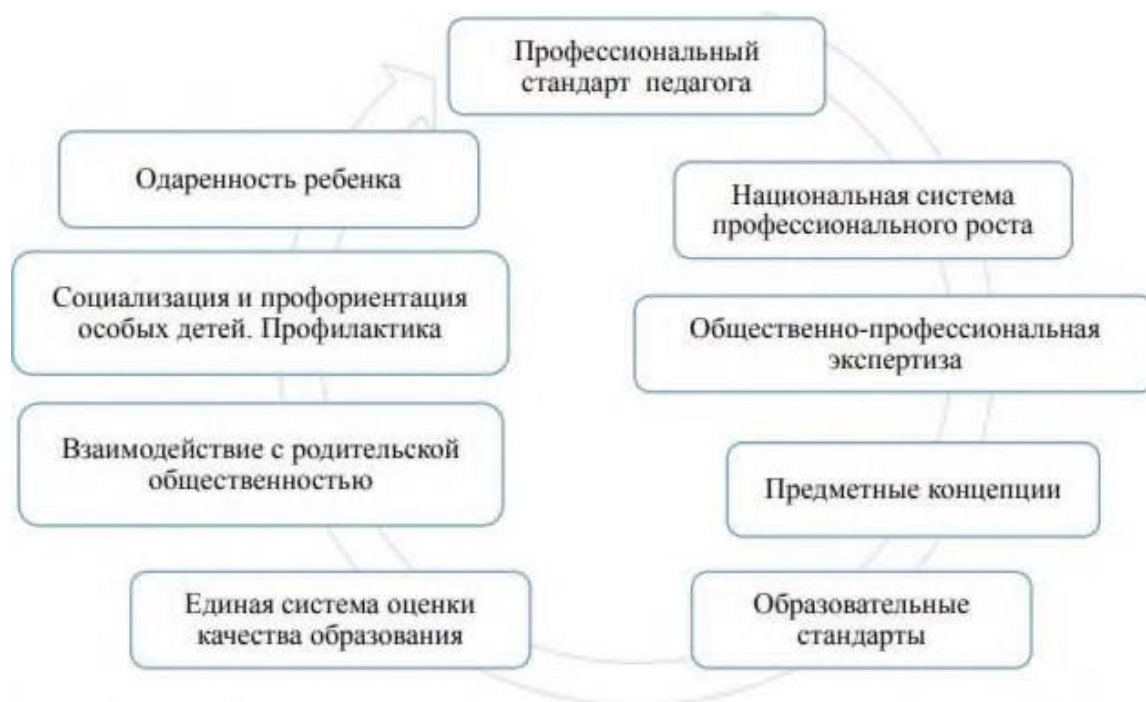 Профессиональный
стандарт педагога
Национальная система
профессионального роста
Общественно-профессиональная
экспертиза
Предметные концепции
Образовательные
стандарты
Единая система оценки
качества образования
Взаимодействие с родительской
общественностью
Социализация и профориентация
особых детей. Профилактика
Одаренность ребенка